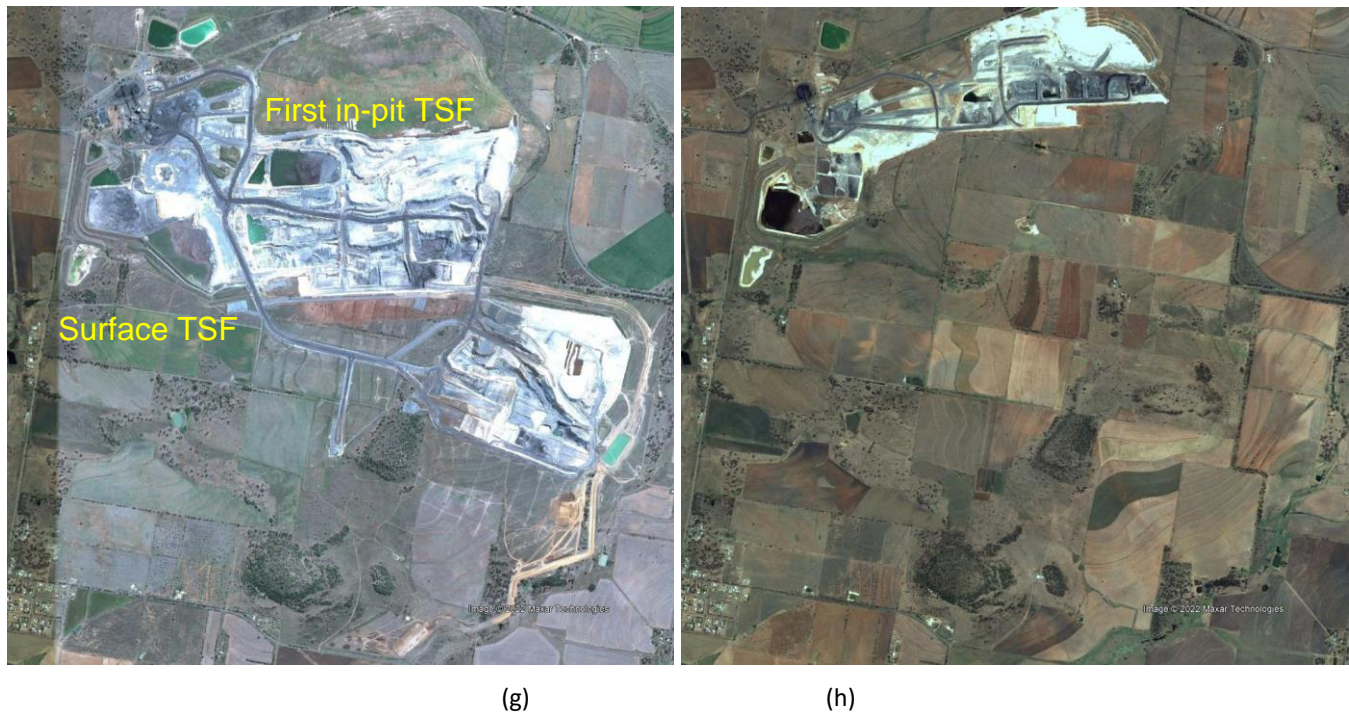 First in-pit TSF
Surface TSF
Image © 2022 Maxar Technologies
Image © 2022 Maxar Technologies
(g)
(h)